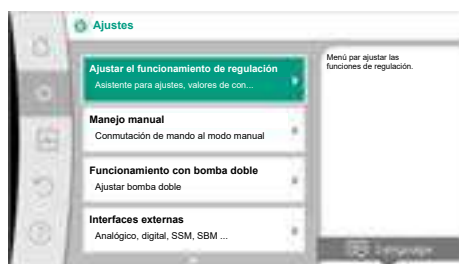 Ajustes
Ajustar el funcionamiento de regulación
Asistente para ajustes, valores de con...
Manejo manual
Conmutación de mando al modo manual
Funcionamiento con bomba doble
Ajustar bomba doble
Interfaces externas
Analógico, digital, SSM, SBM ...
Menú par ajustar las
funciones de regulación.